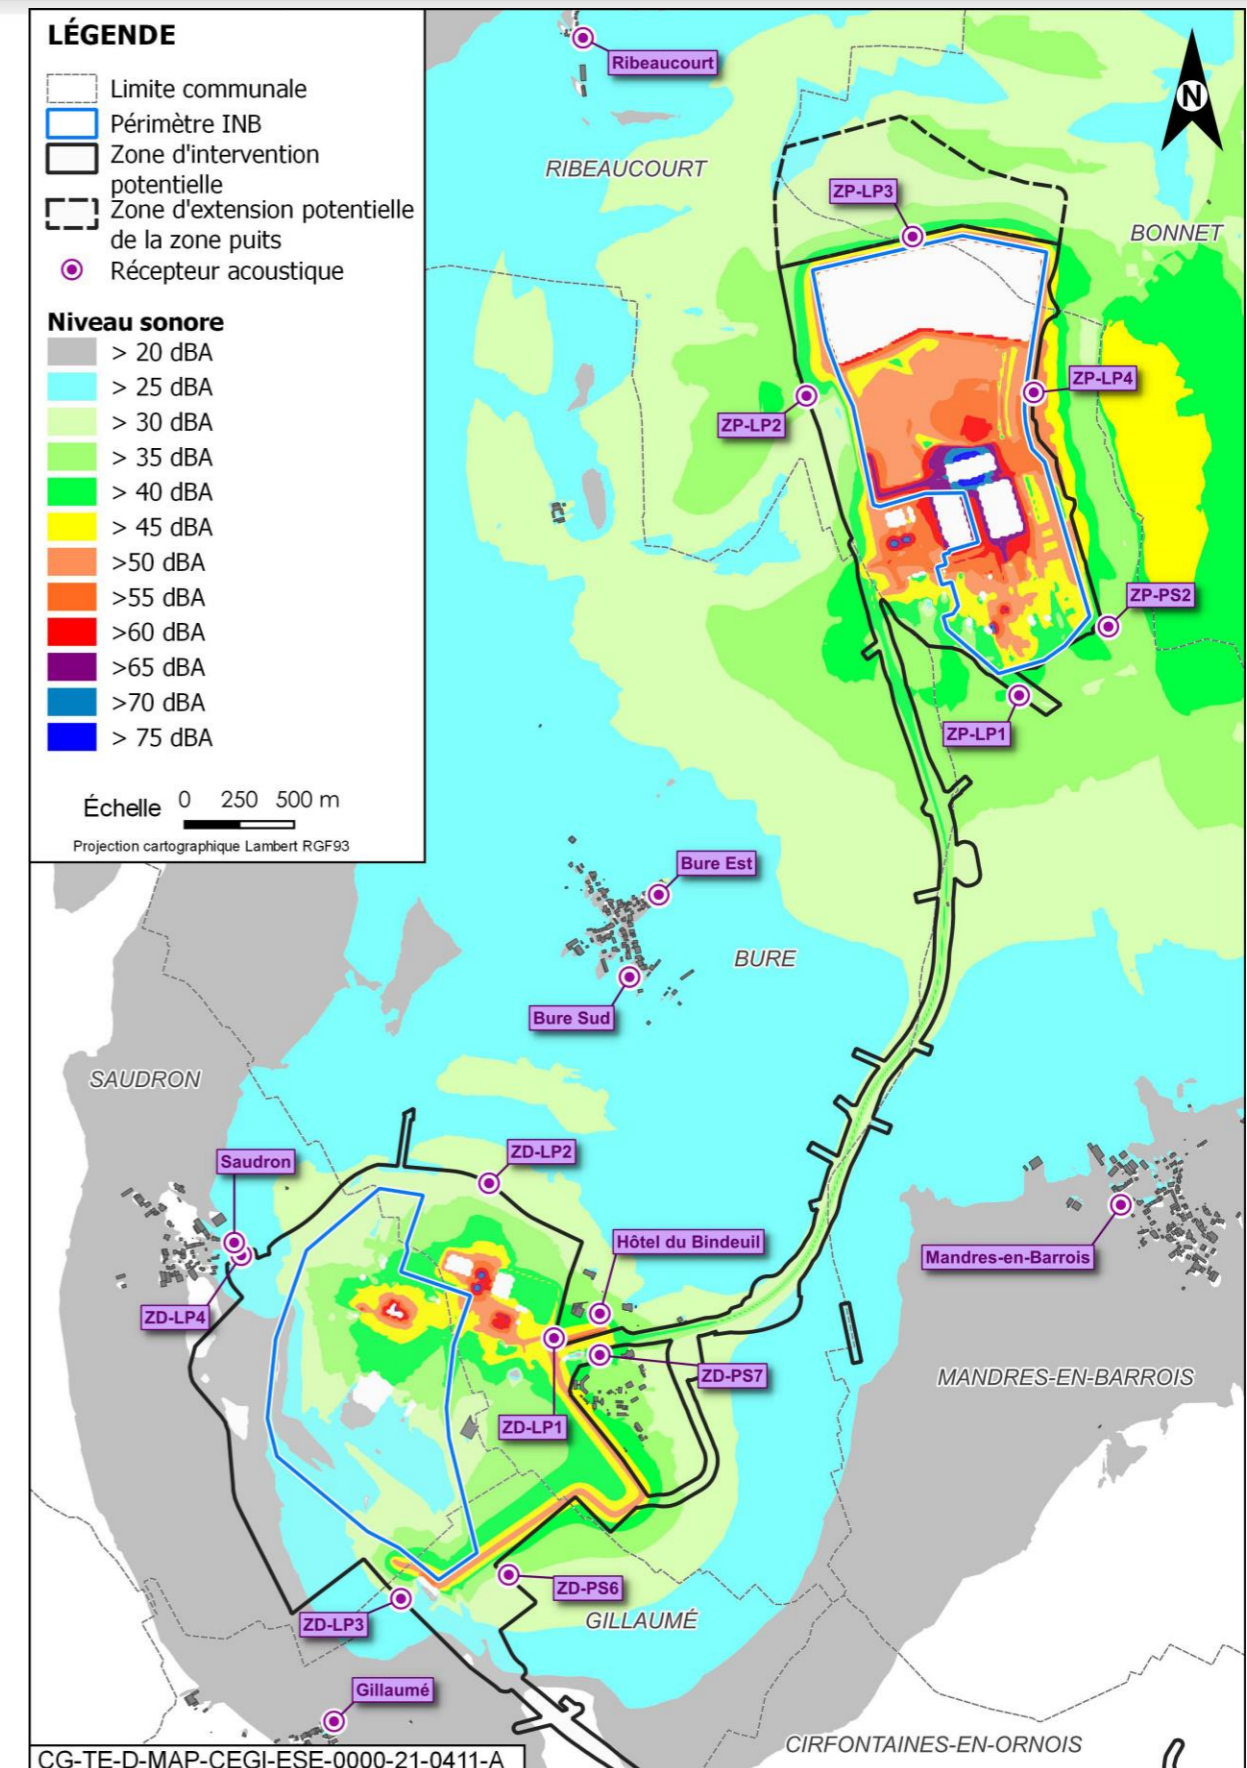 LÉGENDE
Limite communale
Périmètre INB
Zone d'intervention
potentielle
Zone d'extension potentielle
de la zone puits
Récepteur acoustique
Niveau sonore
> 20 dBA
> 25 dBA
> 30 dBA
> 35 dBA
> 40 dBA
> 45 dBA
>50 dBA
>55 dBA
>60 dBA
>65 dBA
>70 dBA
> 75 dBA
Échelle 0 250 500 m
Projection cartographique Lambert RGF93
N
Ribeaucourt
RIBEAUCOURT
ZP-LP3
BONNET
ZP-LP4
ZP-LP2
ZP-PS2
ZP-LP1
Bure Est
BURE
Bure Sud
SAUDRON
Saudron
ZD-LP2
Hôtel du Bindeuil
Mandres-en-Barrois
ZD-LP4
ZD-PS7
MANDRES-EN-BARROIS
ZD-LP1
ZD-PS6
ZD-LP3
GILLAUMÉ
Gillaumé
CIRFONTAINES-EN-ORNOIS
CG-TE-D-MAP-CEGI-ESE-0000-21-0411-A